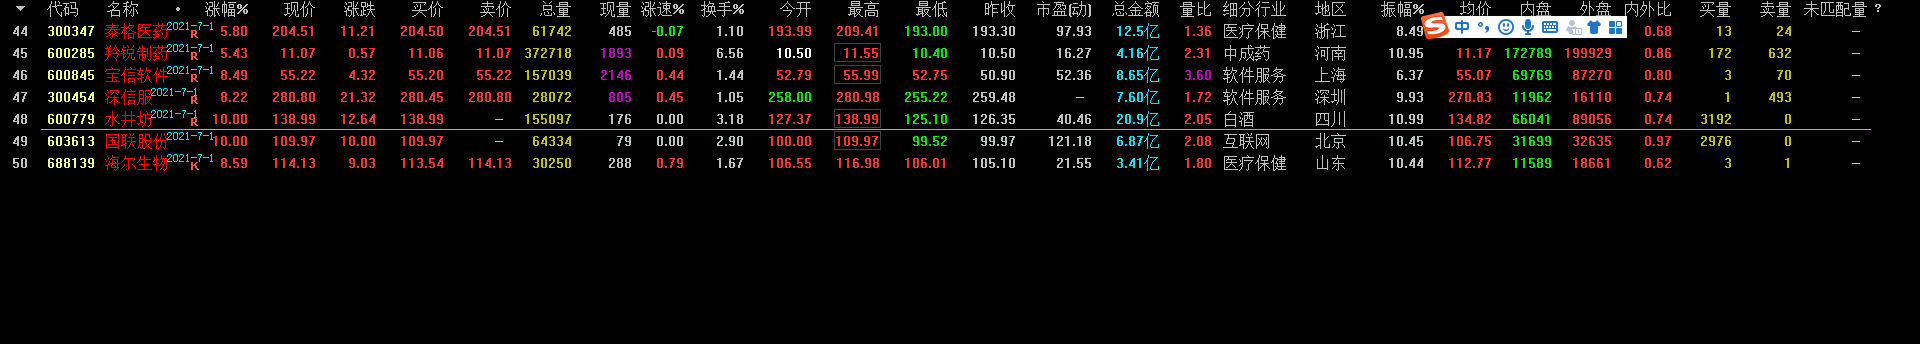 代码 名称 • 涨幅% 现价 涨跌 买价 卖价 总量 现量 涨速% 换手% 今开 最高 最低 昨收 市盈(动) 总金额 量比 细分行业 地区 振幅% 均价 内盘 外盘 内外比 买量 卖量 未匹配量 ?
44 300347 泰格医药 2021-7-1 R 5.80 204.51 11.21 204.50 204.51 61742 485 -0.07 1.10 193.99 209.41 193.00 193.30 97.93 12.5亿 1.36 医疗保健 浙江 8.49 中 0.68 13 24 —
45 600285 羚锐制药 2021-7-1 R 5.43 11.07 0.57 11.06 11.07 372718 1893 0.09 6.56 10.50 11.55 10.40 10.50 16.27 4.16亿 2.31 中成药 河南 10.95 11.17 172789 199929 0.86 172 632 —
46 600845 宝信软件 2021-7-1 R 8.49 55.22 4.32 55.20 55.22 157039 2146 0.44 1.44 52.79 55.99 52.75 50.90 52.36 8.65亿 3.60 软件服务 上海 6.37 55.07 69769 87270 0.80 3 70 —
47 300454 深信服 2021-7-1 R 8.22 280.80 21.32 280.45 280.80 28072 805 0.45 1.05 258.00 280.98 255.22 259.48 — 7.60亿 1.72 软件服务 深圳 9.93 270.83 11962 16110 0.74 1 493 —
48 600779 水井坊 2021-7-1 R 10.00 138.99 12.64 138.99 — 155097 176 0.00 3.18 127.37 138.99 125.10 126.35 40.46 20.9亿 2.05 白酒 四川 10.99 134.82 66041 89056 0.74 3192 0 —
49 603613 国联股份 2021-7-1 R 10.00 109.97 10.00 109.97 — 64334 79 0.00 2.90 100.00 109.97 99.52 99.97 121.18 6.87亿 2.08 互联网 北京 10.45 106.75 31699 32635 0.97 2976 0 —
50 688139 海尔生物 2021-7-1 R 8.59 114.13 9.03 113.54 114.13 30250 288 0.79 1.67 106.55 116.98 106.01 105.10 21.55 3.41亿 1.80 医疗保健 山东 10.44 112.77 11589 18661 0.62 3 1 —